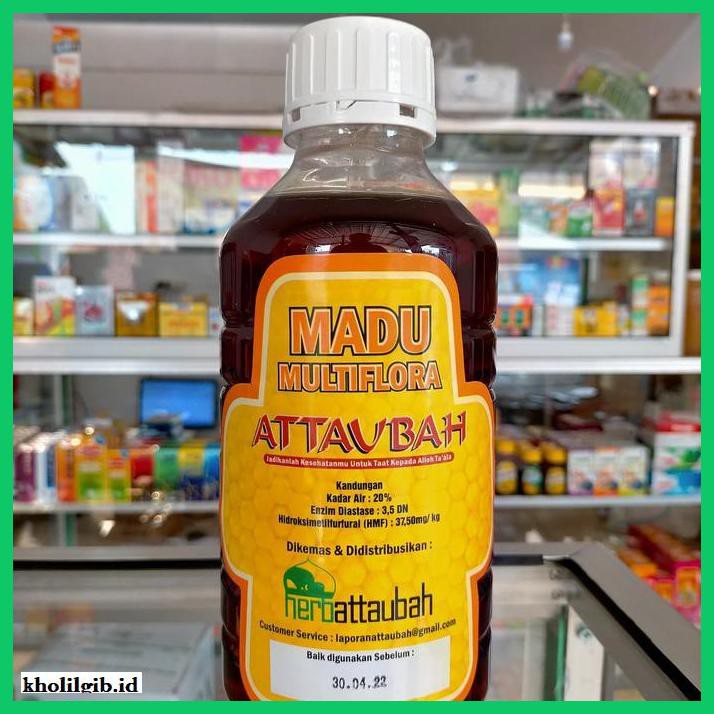 MADU
MULTIFLORA
ATTAUBAH
Jadikanlah Kesehatanmu Untuk Taat Kepada Alloh Ta'ala
Kandungan
Kadar Air : 20%
Enzim Diastase : 3,5 DN
Hidroksimetilfurfural (HMF) : 37,50mg/ kg
Dikemas & Didistribusikan :
herbattaubah
Customer Service : laporanattaubah@gmail.com
Baik digunakan Sebelum :
30.04.22
kholilgib.id